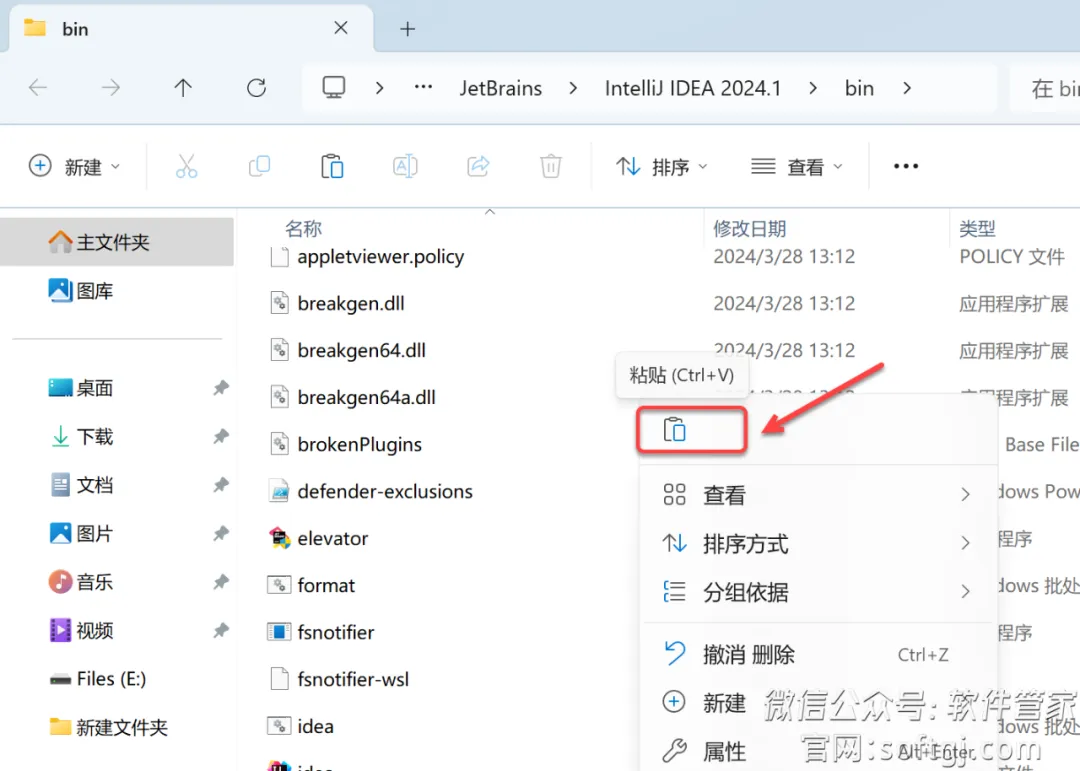 bin
JetBrains > IntelliJ IDEA 2024.1 > bin >
在 bin
新建
排序
查看
名称 修改日期 类型
主文件夹
图库
桌面
下载
文档
图片
音乐
视频
Files (E:)
新建文件夹
appletviewer.policy 2024/3/28 13:12 POLICY 文件
breakgen.dll 2024/3/28 13:12 应用程序扩展
breakgen64.dll 2024/3/28 13:12 应用程序扩展
breakgen64a.dll 程序扩展
brokenPlugins Base File
defender-exclusions dows Pow
elevator 程序
format dows 批处
fsnotifier 程序
fsnotifier-wsl
idea dows 批处
粘贴 (Ctrl+V)
查看
排序方式
分组依据
撤消 删除 Ctrl+Z
新建
属性 Alt+Enter
微信公众号: 软件管家
官网:saftgj.com